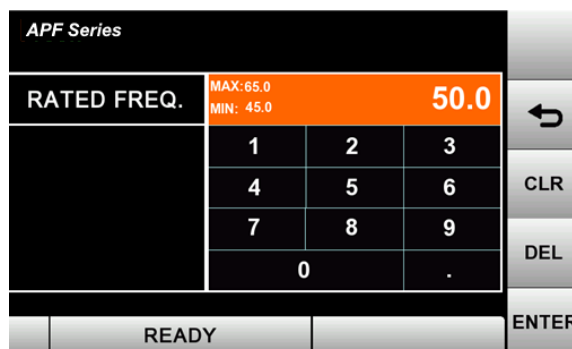 APF Series
RATED FREQ.
MAX:65.0
MIN: 45.0
50.0
1 2 3
4 5 6
7 8 9
0 .
CLR
DEL
ENTER
READY